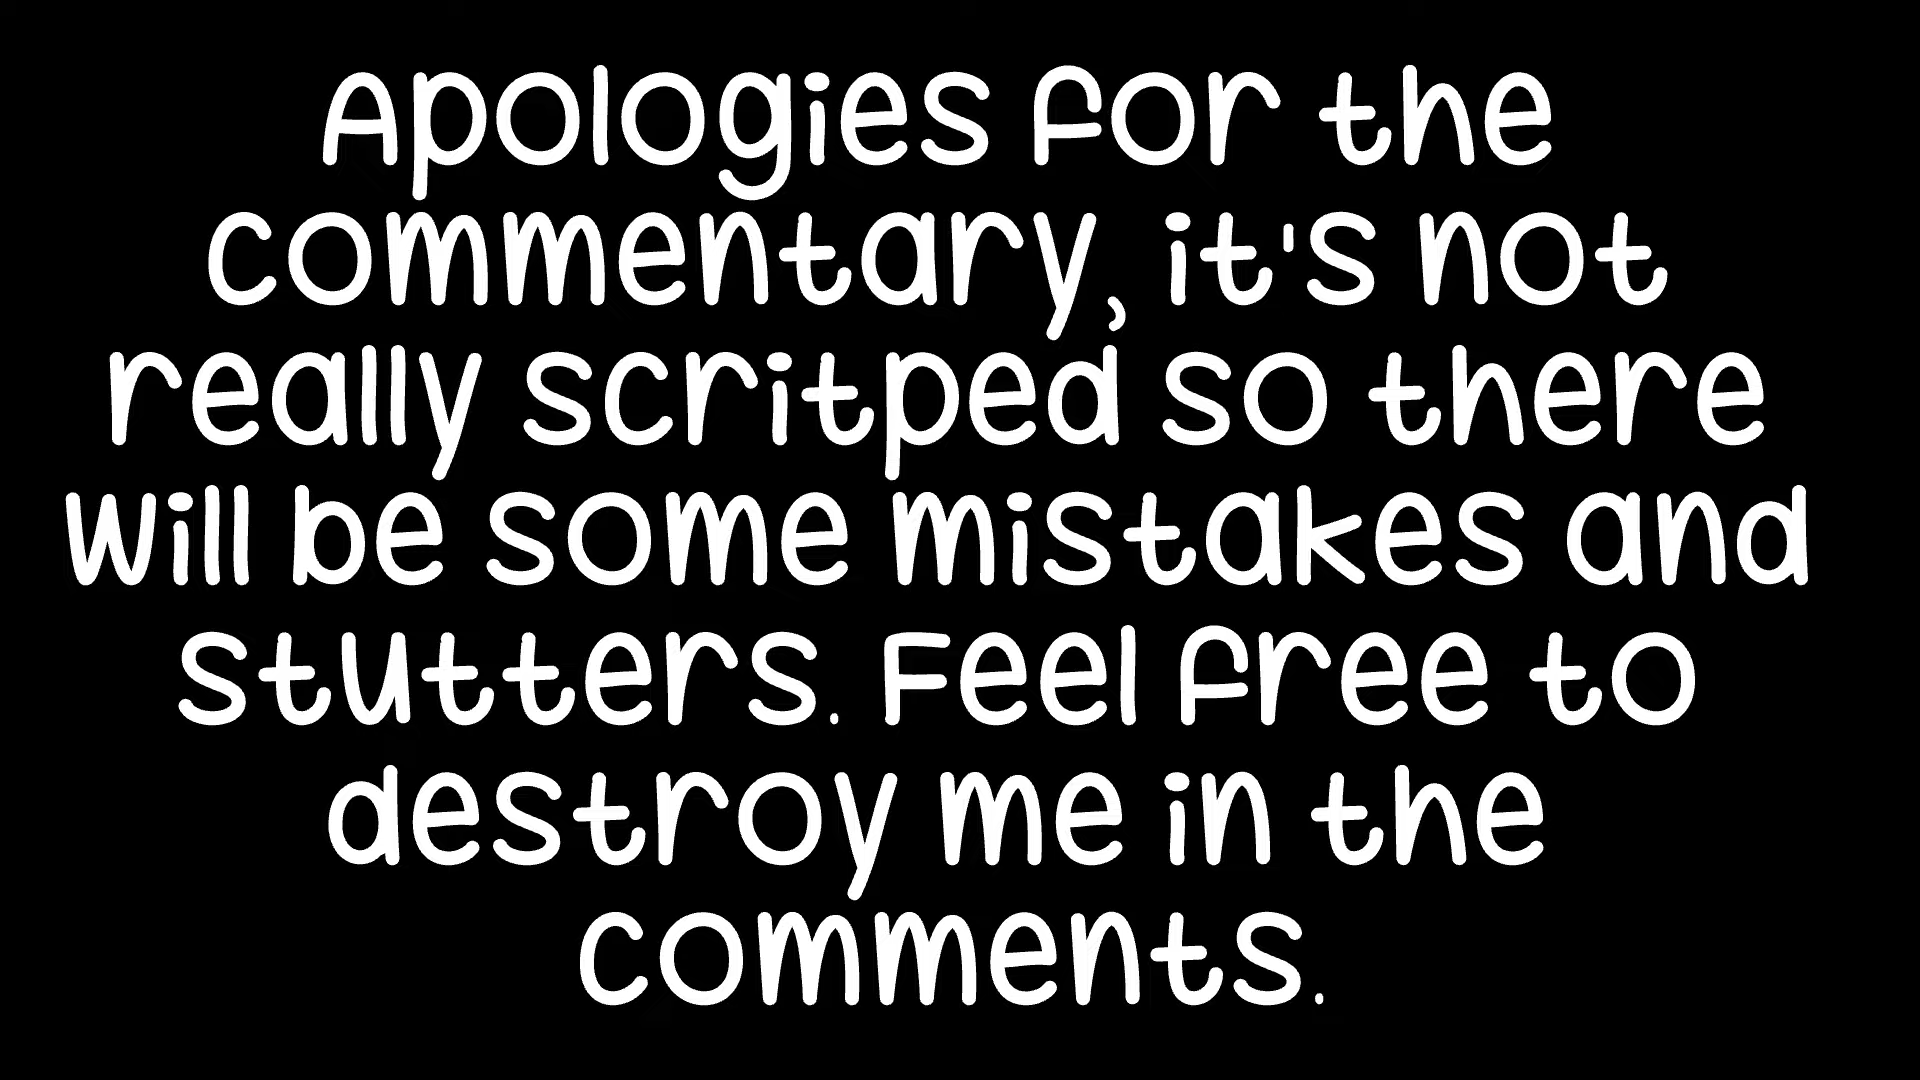 Apologies for the
commentary, it's not
really scritped so there
will be some mistakes and
stutters. Feel free to
destroy me in the
comments.